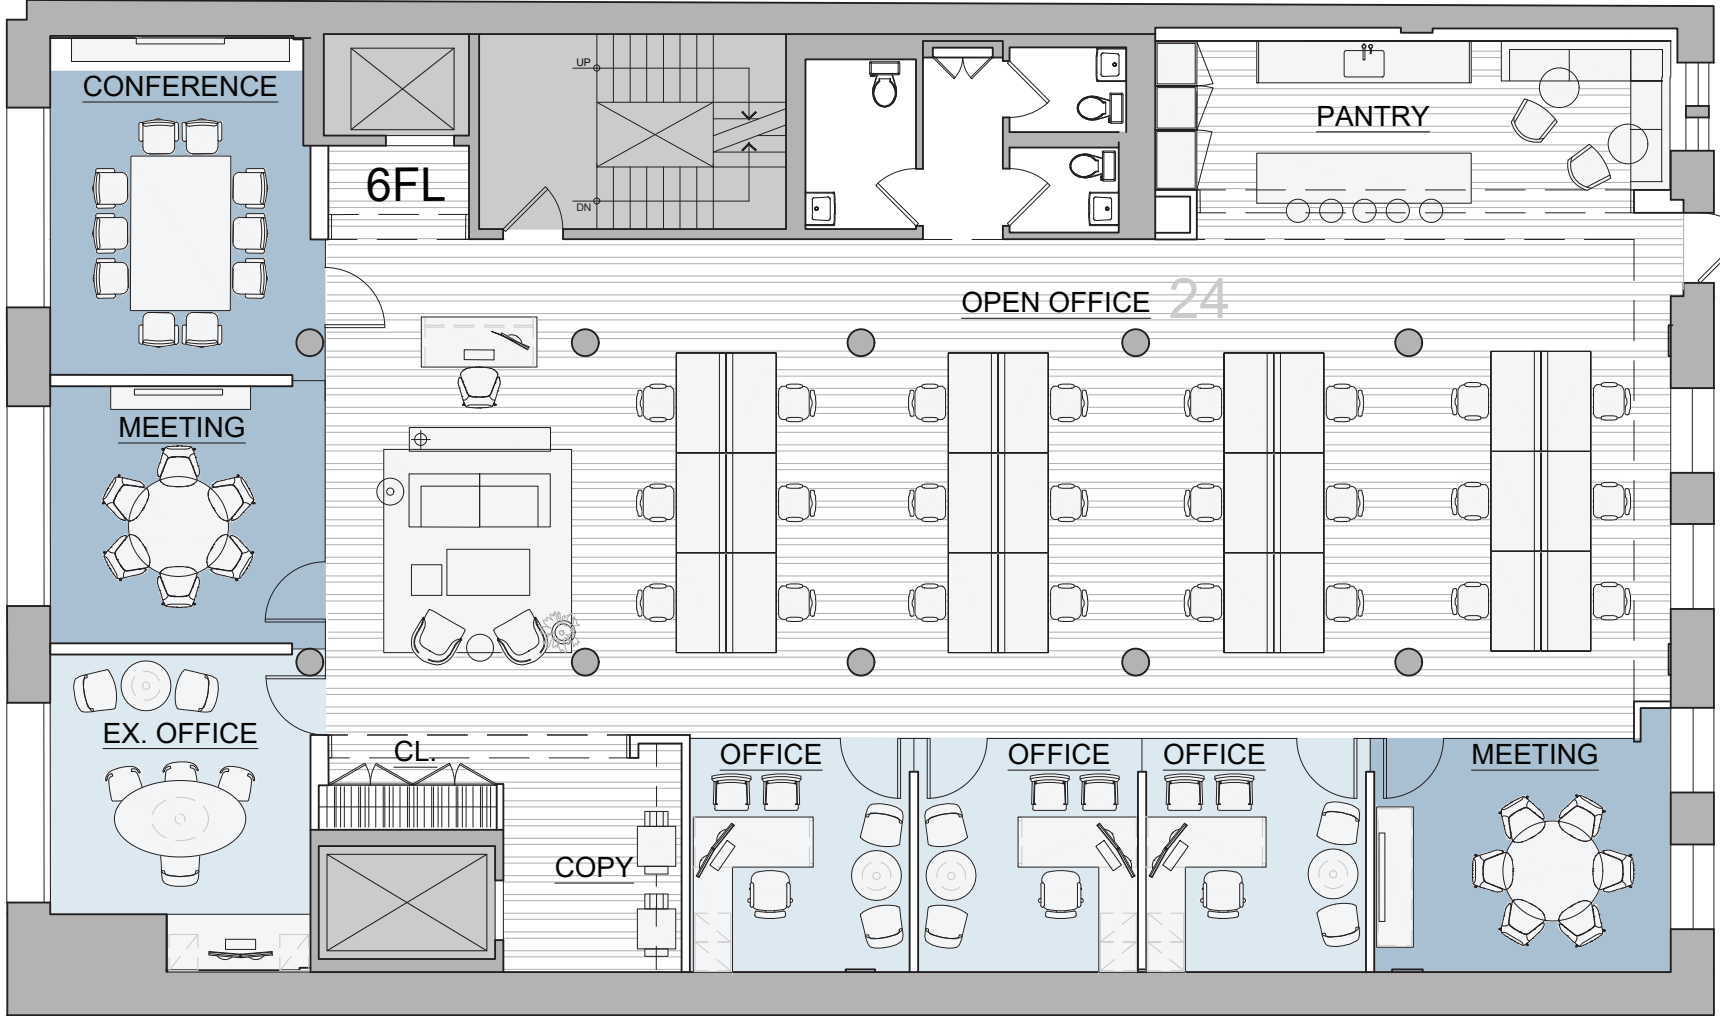 UP
CONFERENCE
PANTRY
6FL
DN
OPEN OFFICE 24
MEETING
EX. OFFICE
CL.
OFFICE
OFFICE
OFFICE
MEETING
COPY